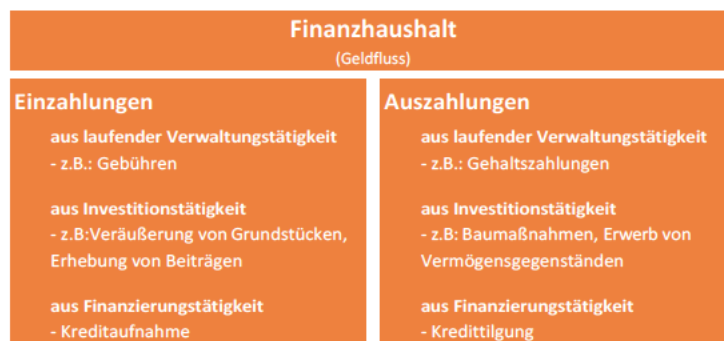 Finanzhaushalt
(Geldfluss)
Einzahlungen
aus laufender Verwaltungstätigkeit
- z.B.: Gebühren
aus Investitionstätigkeit
- z.B:Veräußerung von Grundstücken,
Erhebung von Beiträgen
aus Finanzierungstätigkeit
- Kreditaufnahme
Auszahlungen
aus laufender Verwaltungstätigkeit
- z.B.: Gehaltszahlungen
aus Investitionstätigkeit
- z.B: Baumaßnahmen, Erwerb von
Vermögensgegenständen
aus Finanzierungstätigkeit
- Kredittilgung